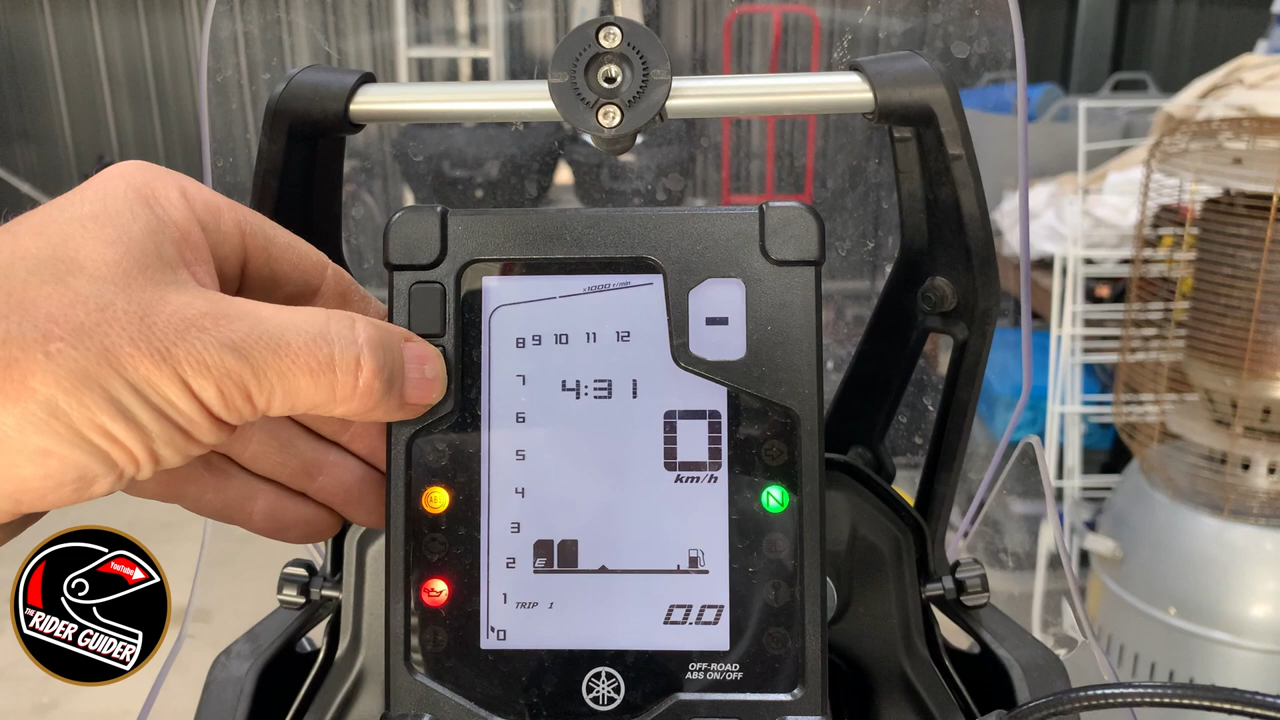 x1000 r/min
8 9 10 11 12
-
7
4:31
6
0
km/h
5
ABS
N
4
3
2
E
1
TRIP 1
0.0
0
OFF-ROAD
ABS ON/OFF
YouTube
THE
RIDER GUIDER